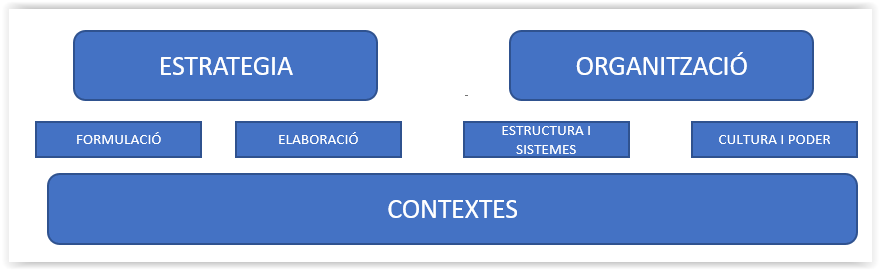 ESTRATEGIA
ORGANITZACIÓ
-
FORMULACIÓ
ELABORACIÓ
ESTRUCTURA I
SISTEMES
CULTURA I PODER
CONTEXTES